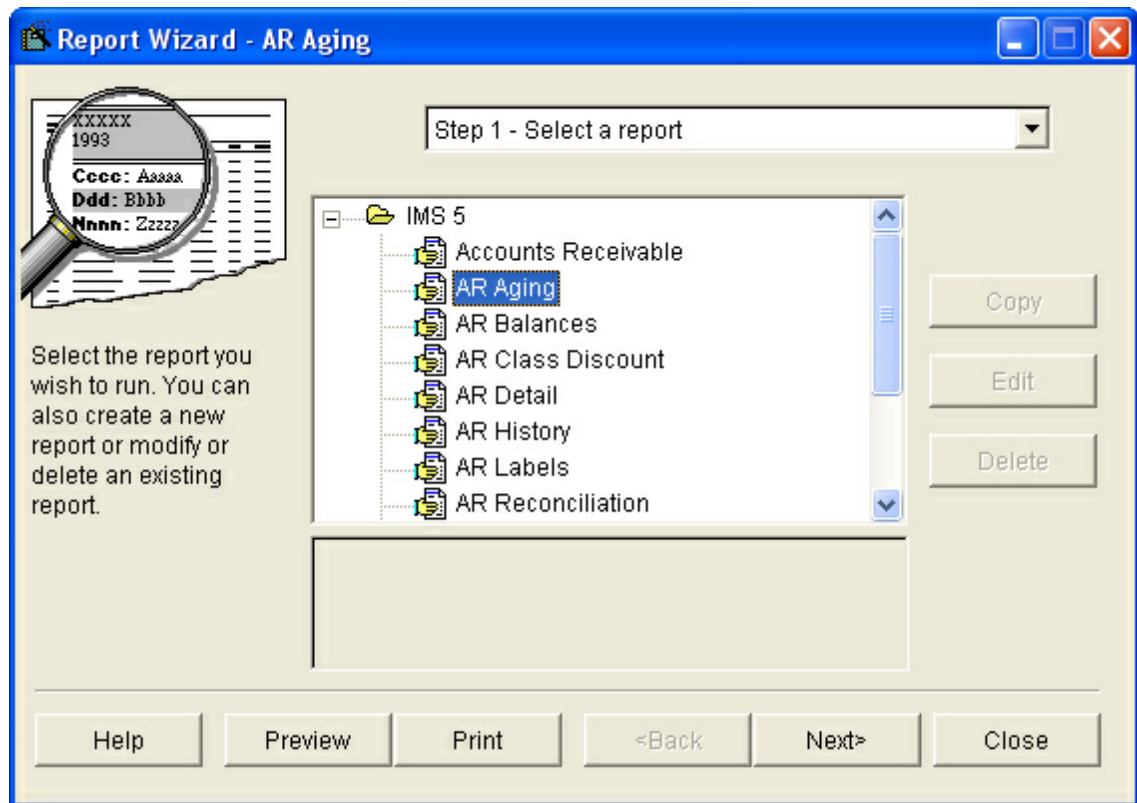 Report Wizard - AR Aging
XXXXX
1993
Cccc: Aaaaa
Ddd: Bbbb
Nnnn: Zzzzz
Step 1 - Select a report
Select the report you
wish to run. You can
also create a new
report or modify or
delete an existing
report.
IMS 5
Accounts Receivable
AR Aging
AR Balances
AR Class Discount
AR Detail
AR History
AR Labels
AR Reconciliation
Copy
Edit
Delete
Help
Preview
Print
<Back
Next>
Close